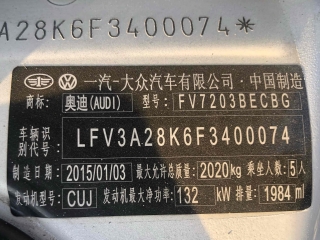 A28K6F3400074*
一汽-大众汽车有限公司·中国制造
商标: 奥迪(AUDI) 型号: FV7203BECBG
车辆识别代号: LFV3A28K6F3400074
制造日期 2015/01/03 最大允许总质量 2020kg 乘坐人数 5人
发动机型号 CUJ 发动机最大净功率: 132 kW 排量: 1984 ml